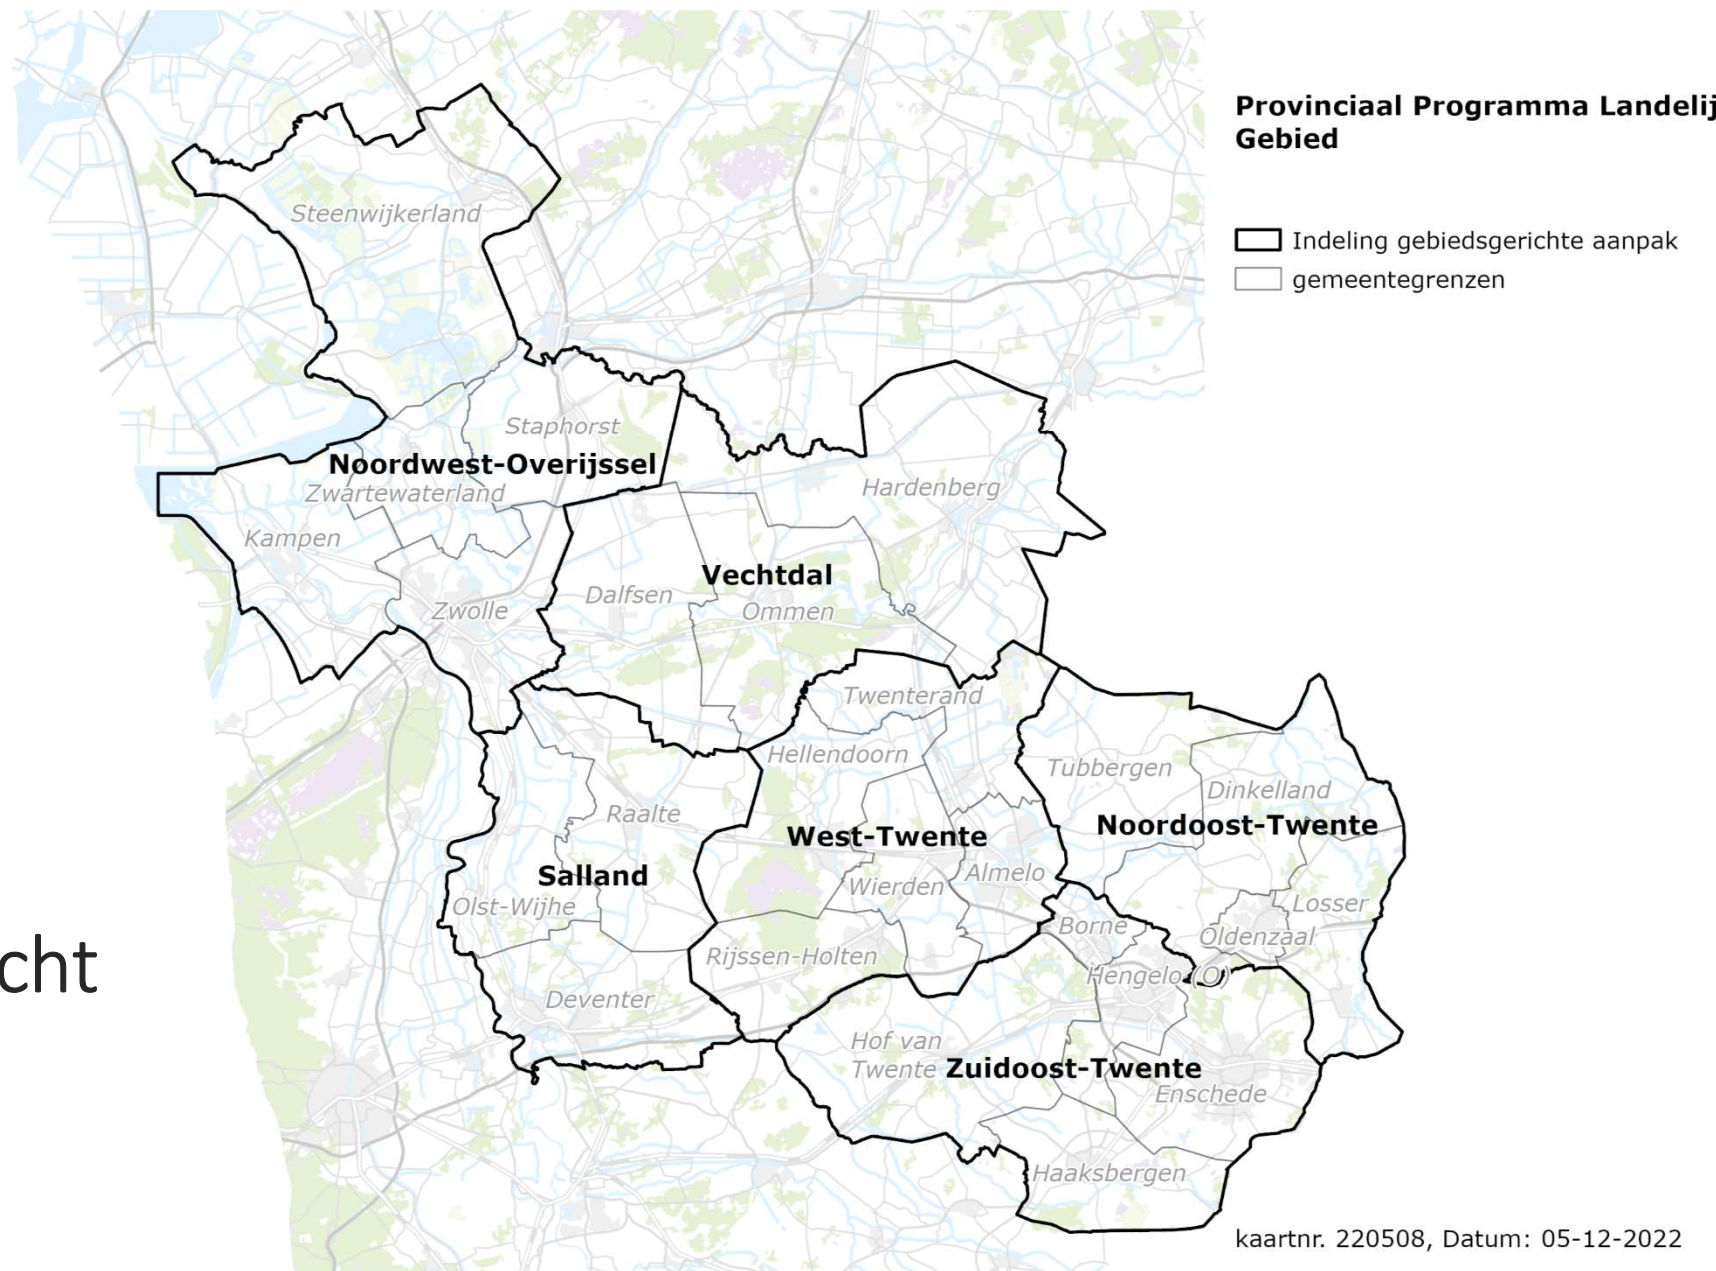 Provinciaal Programma Landelij
Gebied
Indeling gebiedsgerichte aanpak
gemeentegrenzen
Steenwijkerland
Staphorst
Noordwest-Overijssel
Zwartewaterland
Hardenberg
Kampen
Vechtdal
Dalfsen
Ommen
Zwolle
Twenterand
Hellendoorn
Tubbergen
Dinkelland
Raalte
Noordoost-Twente
West-Twente
Almelo
Salland
Wierden
Olst-Wijhe
Losser
Borne
Oldenzaal
Rijssen-Holten
cht
Hengelo (O)
Deventer
Hof van
Twente
Zuidoost-Twente
Enschede
Haaksbergen
kaartnr. 220508, Datum: 05-12-2022